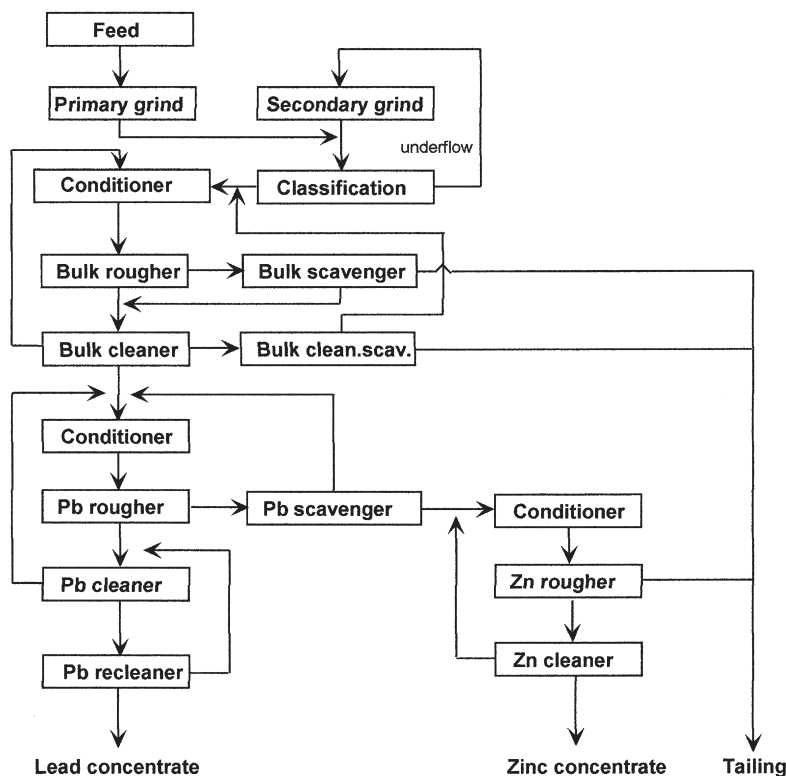 Feed
Primary grind
Secondary grind
underflow
Conditioner
Classification
Bulk rougher
Bulk scavenger
Bulk cleaner
Bulk clean.scav.
Conditioner
Pb rougher
Pb scavenger
Conditioner
Pb cleaner
Zn rougher
Pb recleaner
Zn cleaner
Lead concentrate
Zinc concentrate
Tailing